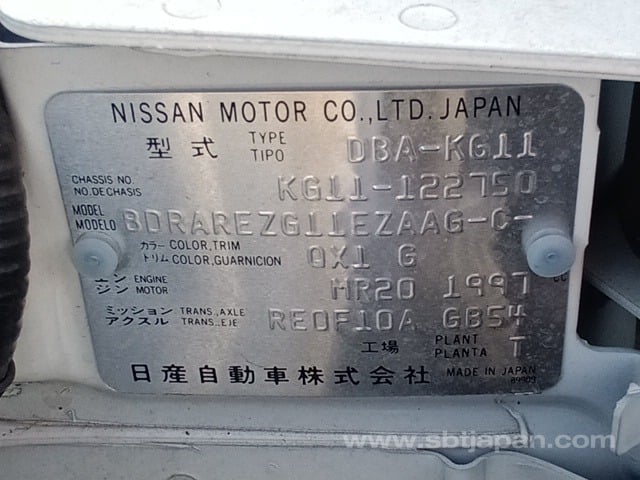 NISSAN MOTOR CO.,LTD. JAPAN
型式 TYPE TIPO DBA-KG11
CHASSIS NO. NO.DE CHASIS KG11-122750
MODEL MODELO BDRAREZG11EZAAG-C-
カラー COLOR,TRIM トリム COLOR,GUARNICION QX1 G
エンジン ENGINE MOTOR MR20 1997 CC
ミッション アクスル TRANS.,AXLE TRANS.,EJE RE0F10A GB54
工場 PLANT PLANTA T
日産自動車株式会社 MADE IN JAPAN
89909
www.sbtjapan.com